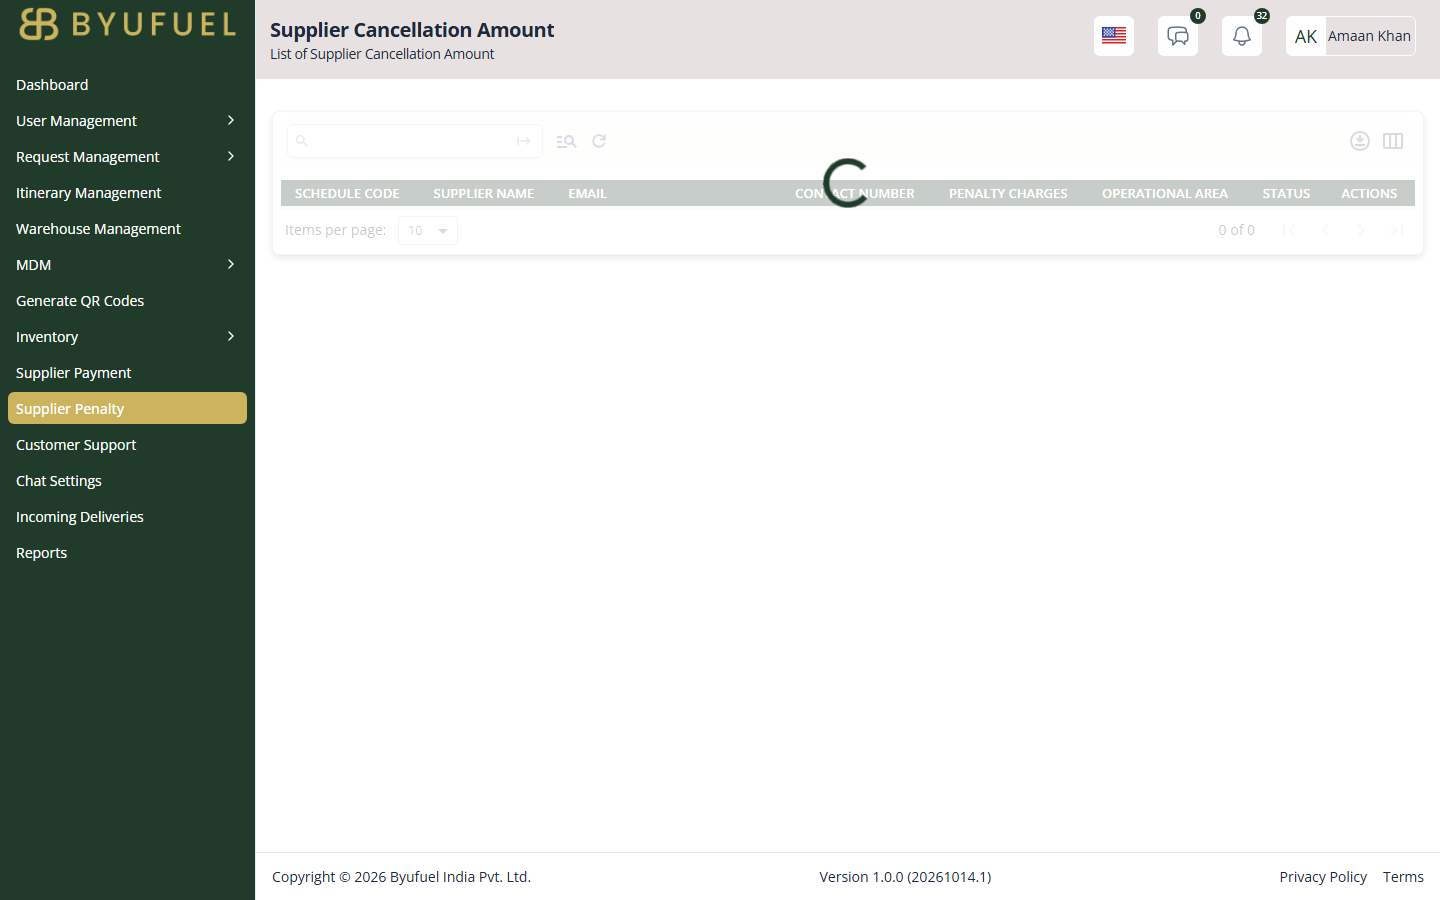 BYUFUEL
Supplier Cancellation Amount
List of Supplier Cancellation Amount
0
32
AK
Amaan Khan
Dashboard
User Management
Request Management
Itinerary Management
Warehouse Management
MDM
Generate QR Codes
Inventory
Supplier Payment
Supplier Penalty
Customer Support
Chat Settings
Incoming Deliveries
Reports
SCHEDULE CODE SUPPLIER NAME EMAIL CONTACT NUMBER PENALTY CHARGES OPERATIONAL AREA STATUS ACTIONS
Items per page: 10 0 of 0
Copyright © 2026 Byufuel India Pvt. Ltd. Version 1.0.0 (20261014.1) Privacy Policy Terms